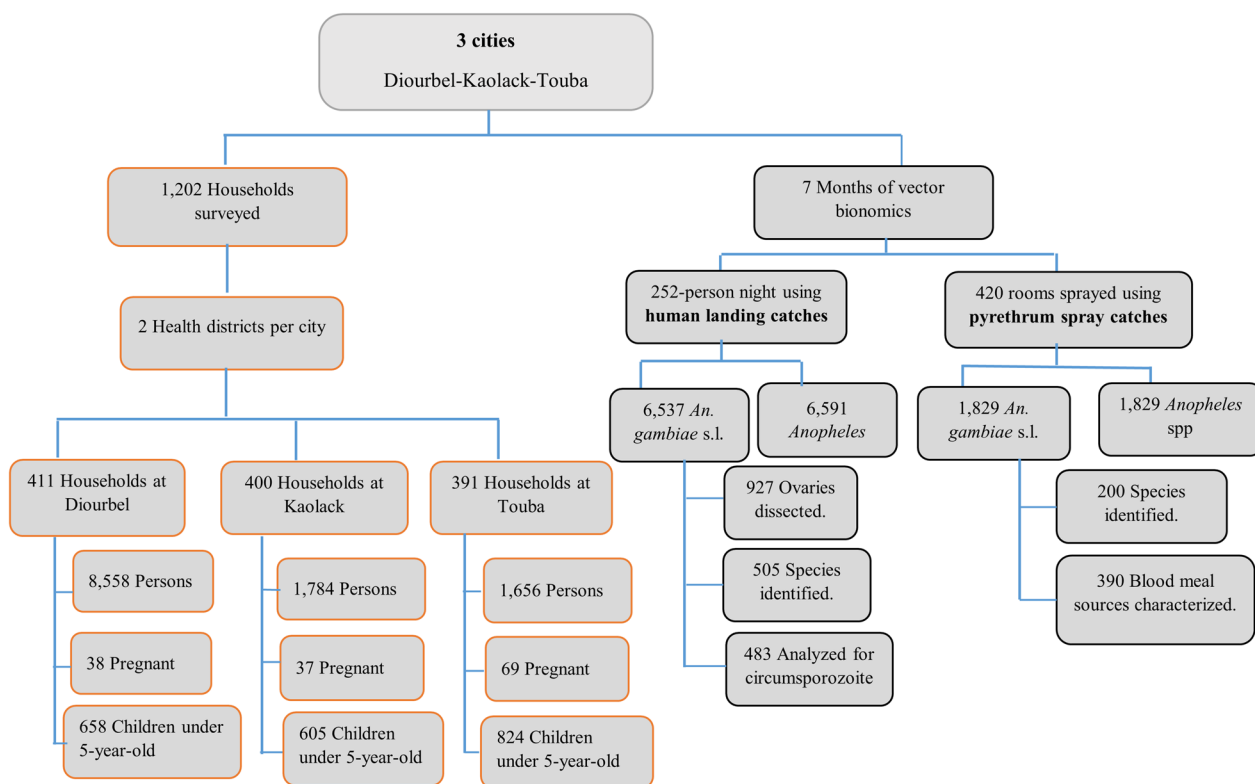 3 cities
Diourbel-Kaolack-Touba
1,202 Households
surveyed
2 Health districts per city
411 Households at
Diourbel
8,558 Persons
38 Pregnant
658 Children under
5-year-old
400 Households at
Kaolack
1,784 Persons
37 Pregnant
605 Children
under 5-year-old
391 Households at
Touba
1,656 Persons
69 Pregnant
824 Children
under 5-year-old
7 Months of vector
bionomics
252-person night using
human landing catches
6,537 An.
gambiae s.l.
6,591
Anopheles
927 Ovaries
dissected.
505 Species
identified.
483 Analyzed for
circumsporozoite
420 rooms sprayed using
pyrethrum spray catches
1,829 An.
gambiae s.l.
1,829 Anopheles
spp
200 Species
identified.
390 Blood meal
sources characterized.